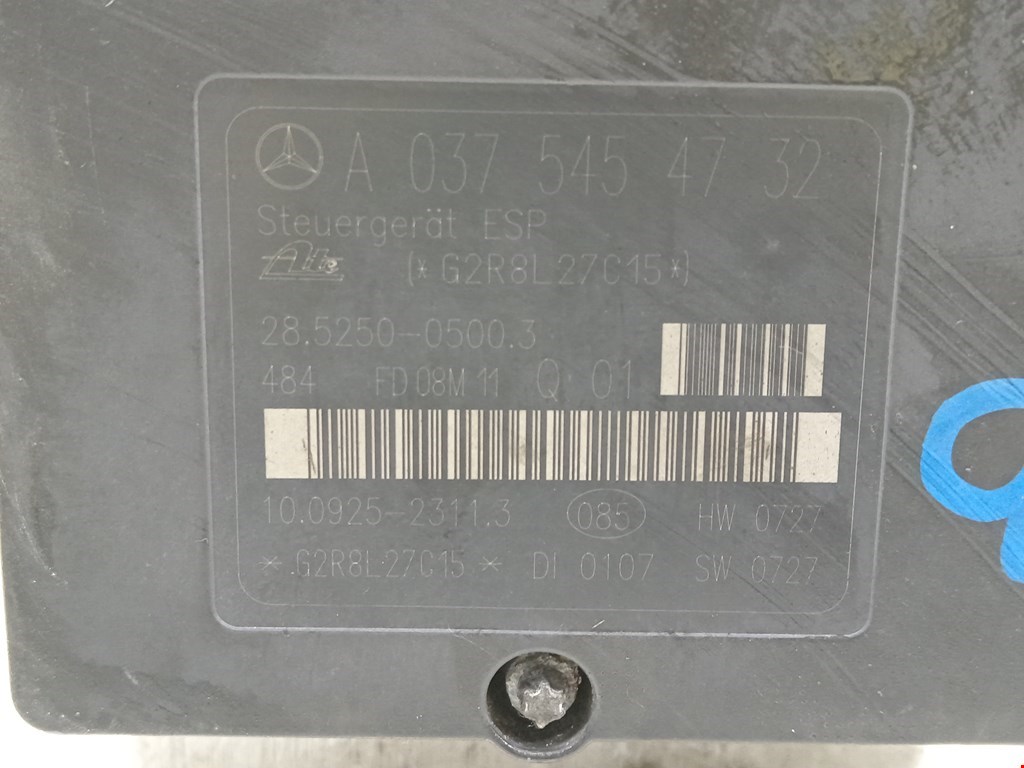 A 037 545 47 32
Steuergerät ESP
Ate (*G2R8L27C15*)
28.5250-0500.3
484 FD 08M 11 Q 01
10.0925-2311.3 085 HW 0727
*G2R8L27C15* DI 0107 SW 0727